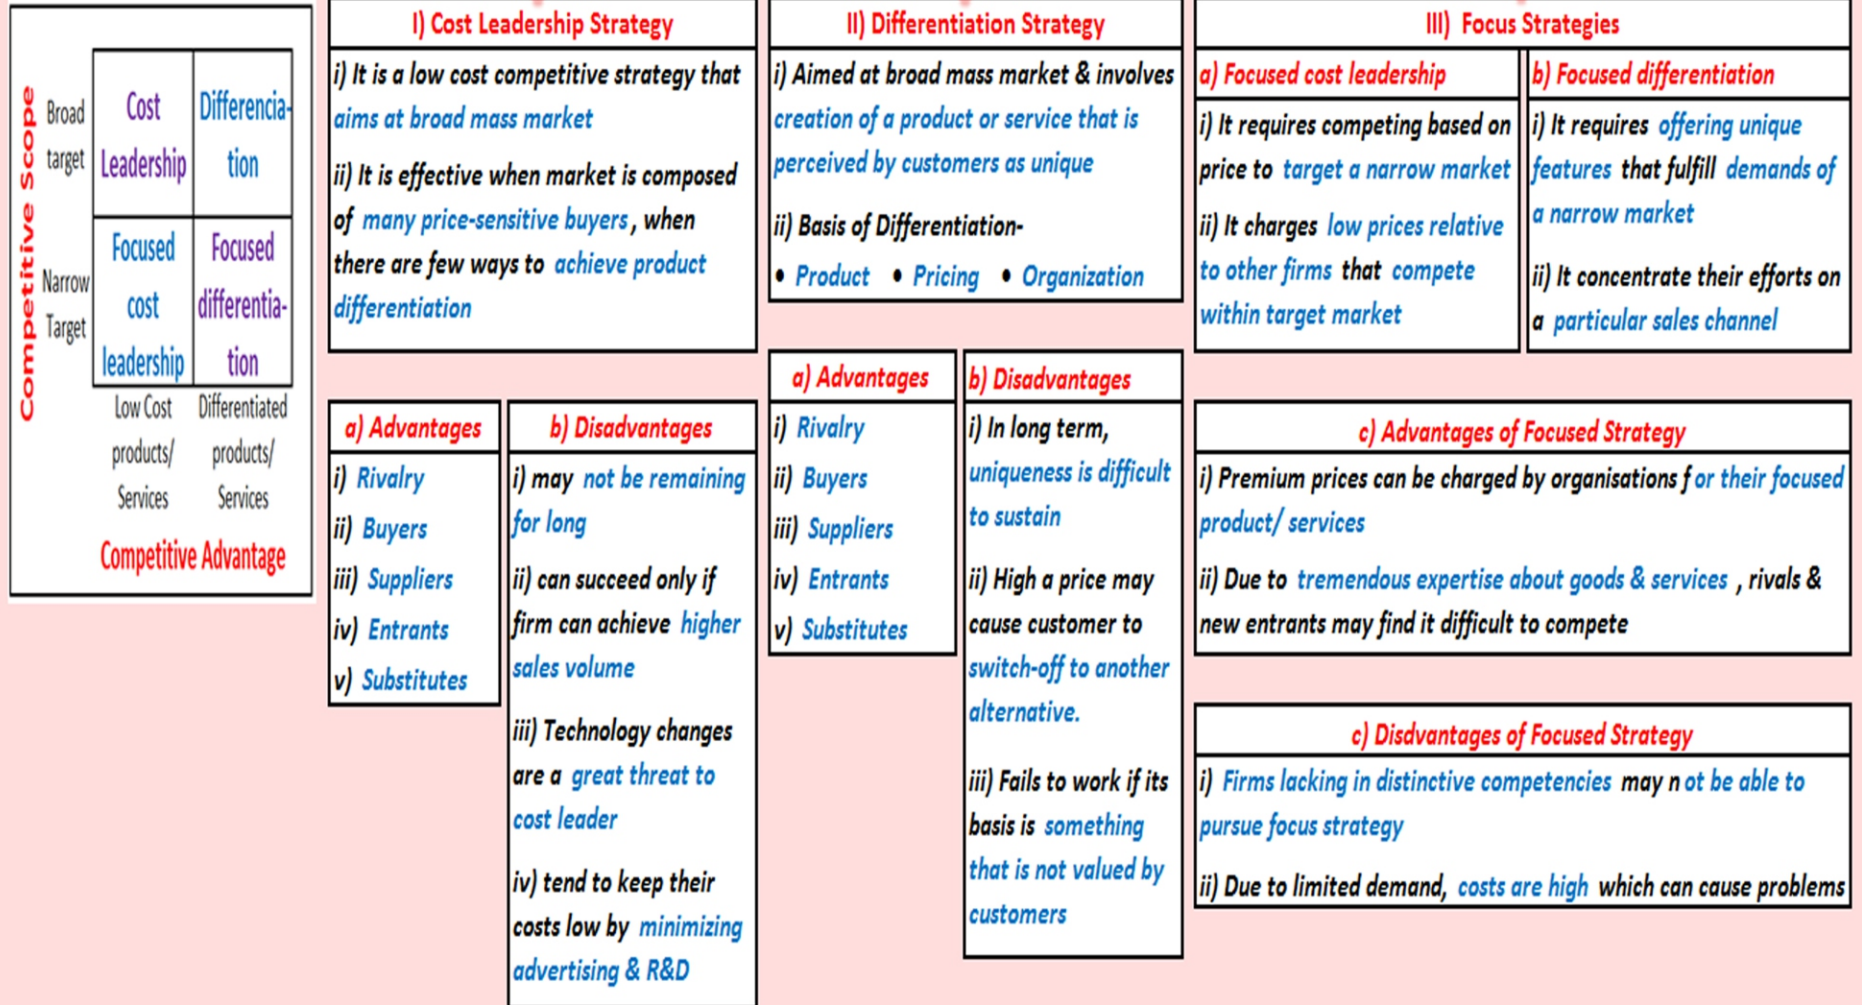 Competitive Scope
Broad
target
Narrow
Target
Cost
Leadership
Differencia-
tion
Focused
cost
leadership
Focused
differentia-
tion
Low Cost
products/
Services
Differentiated
products/
Services
Competitive Advantage
I) Cost Leadership Strategy
i) It is a low cost competitive strategy that
aims at broad mass market
ii) It is effective when market is composed
of many price-sensitive buyers, when
there are few ways to achieve product
differentiation
a) Advantages
i) Rivalry
ii) Buyers
iii) Suppliers
iv) Entrants
v) Substitutes
b) Disadvantages
i) may not be remaining
for long
ii) can succeed only if
firm can achieve higher
sales volume
iii) Technology changes
are a great threat to
cost leader
iv) tend to keep their
costs low by minimizing
advertising & R&D
II) Differentiation Strategy
i) Aimed at broad mass market & involves
creation of a product or service that is
perceived by customers as unique
ii) Basis of Differentiation-
• Product • Pricing • Organization
a) Advantages
i) Rivalry
ii) Buyers
iii) Suppliers
iv) Entrants
v) Substitutes
b) Disadvantages
i) In long term,
uniqueness is difficult
to sustain
ii) High a price may
cause customer to
switch-off to another
alternative.
iii) Fails to work if its
basis is something
that is not valued by
customers
III) Focus Strategies
a) Focused cost leadership
i) It requires competing based on
price to target a narrow market
ii) It charges low prices relative
to other firms that compete
within target market
b) Focused differentiation
i) It requires offering unique
features that fulfill demands of
a narrow market
ii) It concentrate their efforts on
a particular sales channel
c) Advantages of Focused Strategy
i) Premium prices can be charged by organisations f or their focused
product/ services
ii) Due to tremendous expertise about goods & services , rivals &
new entrants may find it difficult to compete
c) Disdvantages of Focused Strategy
i) Firms lacking in distinctive competencies may n ot be able to
pursue focus strategy
ii) Due to limited demand, costs are high which can cause problems